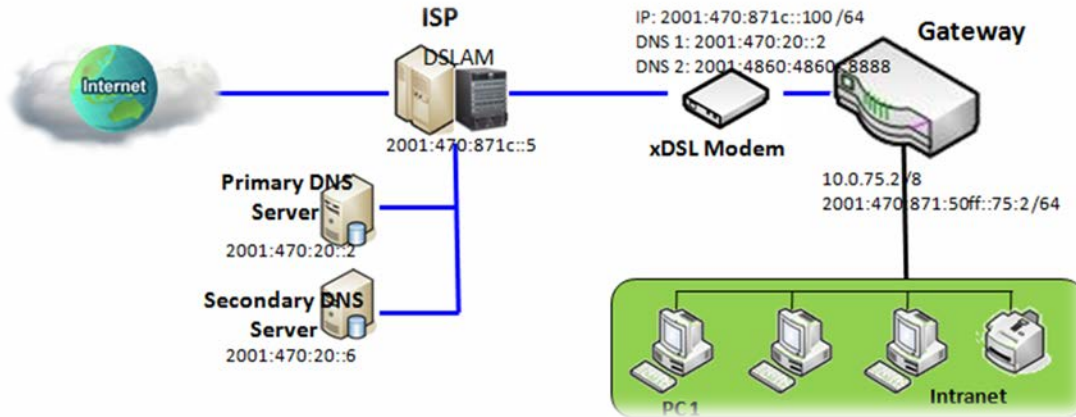 ISP
DSLAM
Internet
2001:470:871c::5
IP: 2001:470:871c::100/64
DNS 1: 2001:470:20::2
DNS 2: 2001:4860:4860::8888
Gateway
xDSL Modem
10.0.75.2/8
2001:470:871:50ff::75:2/64
Primary DNS
Server
2001:470:20::2
Secondary DNS
Server
2001:470:20::6
PC1
Intranet